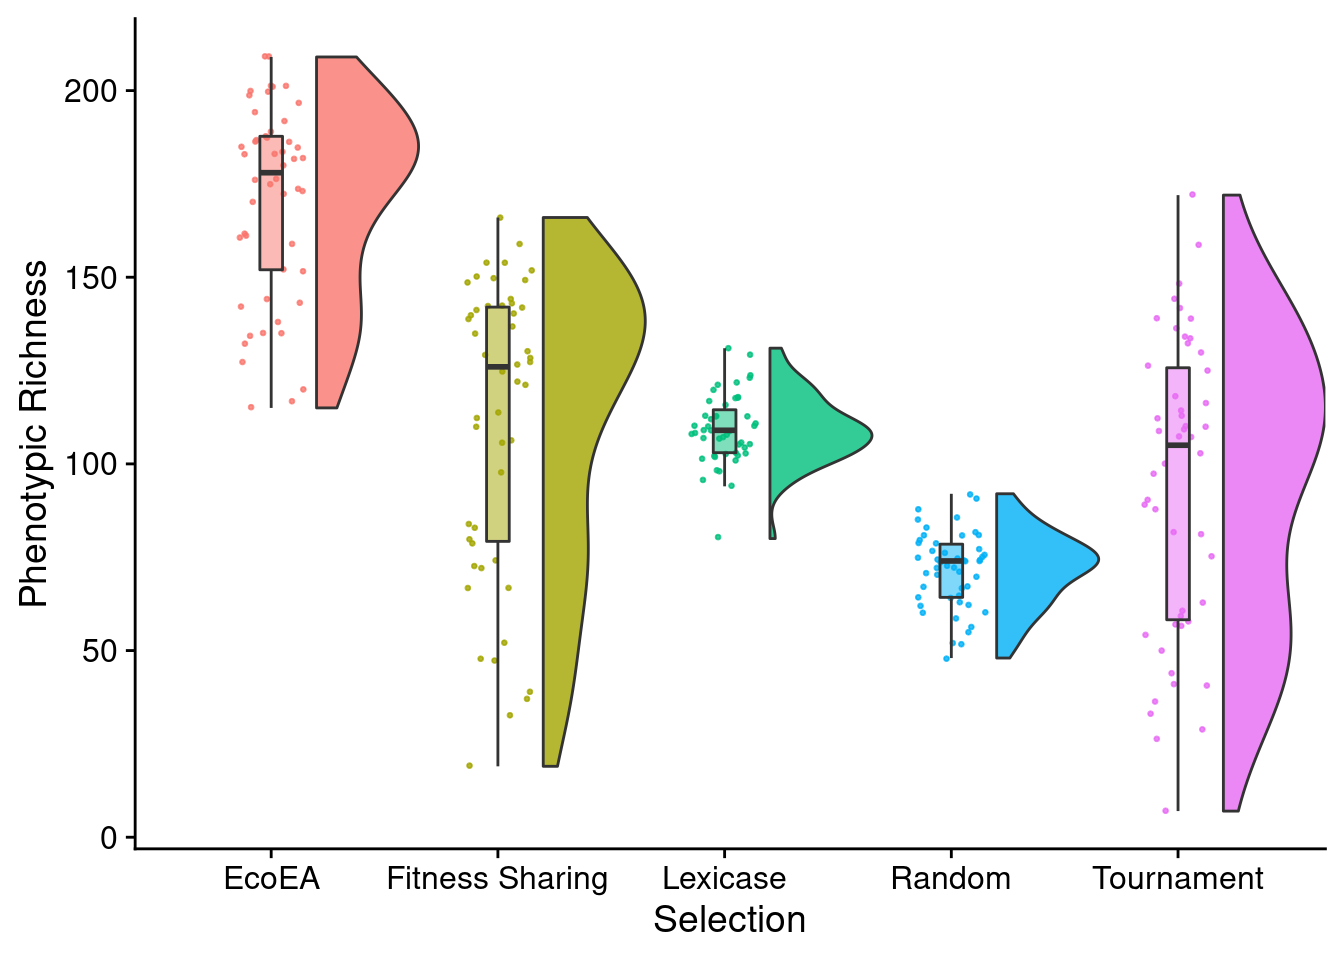 Phenotypic Richness
200
150
100
50
0
EcoEA
Fitness Sharing
Lexicase
Random
Tournament
Selection